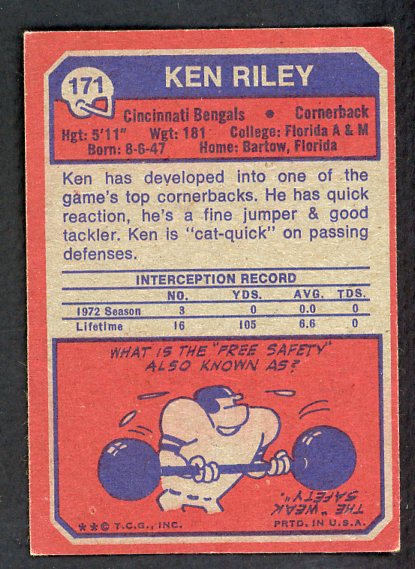 171
KEN RILEY
Cincinnati Bengals • Cornerback
Hgt: 5'11" Wgt: 181 College: Florida A & M
Born: 8-6-47 Home: Bartow, Florida
Ken has developed into one of the
game's top cornerbacks. He has quick
reaction, he's a fine jumper & good
tackler. Ken is "cat-quick" on passing
defenses.
INTERCEPTION RECORD
NO. YDS. AVG. TDS.
1972 Season 3 0 0.0 0
Lifetime 16 105 6.6 0
WHAT IS THE "FREE SAFETY"
ALSO KNOWN AS?
THE "WEAK
SAFETY".
**© T.C.G., INC.
PRTD. IN U.S.A.